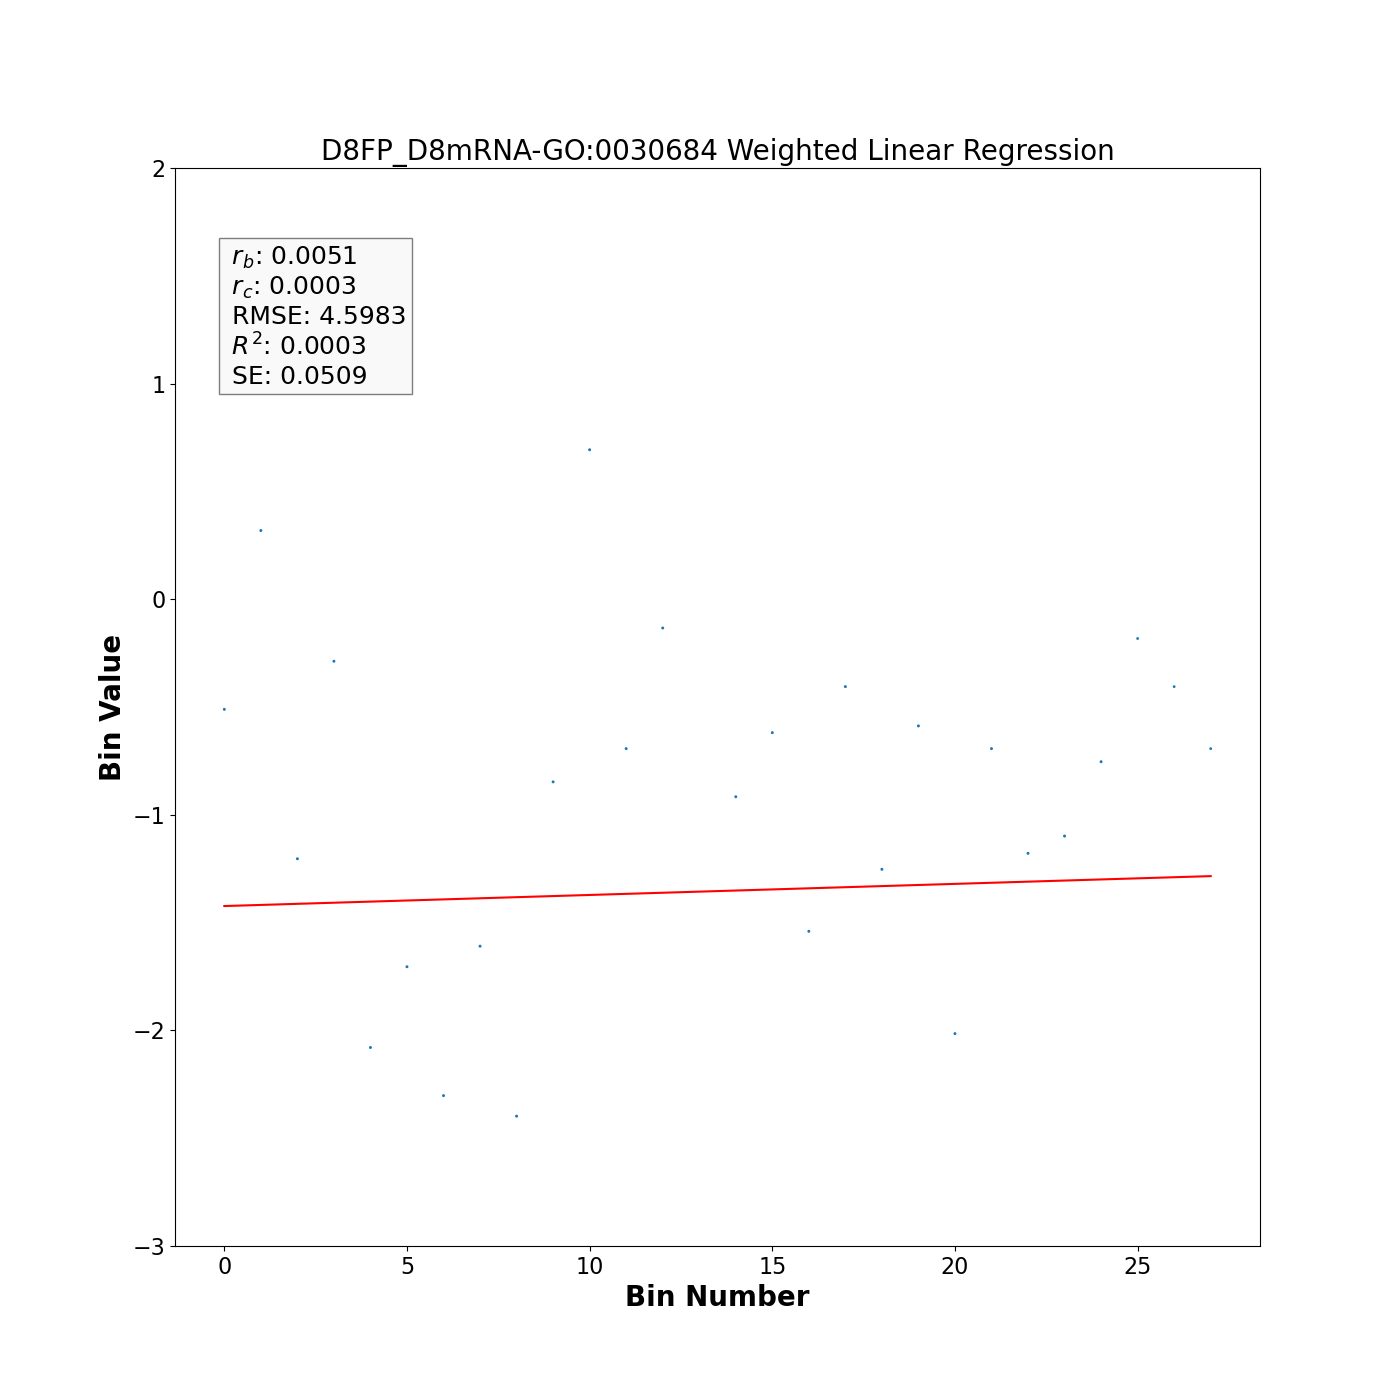 D8FP_D8mRNA-GO:0030684 Weighted Linear Regression
2
1
0
−1
−2
−3
r_b: 0.0051
r_c: 0.0003
RMSE: 4.5983
R²: 0.0003
SE: 0.0509
Bin Value
0 5 10 15 20 25
Bin Number